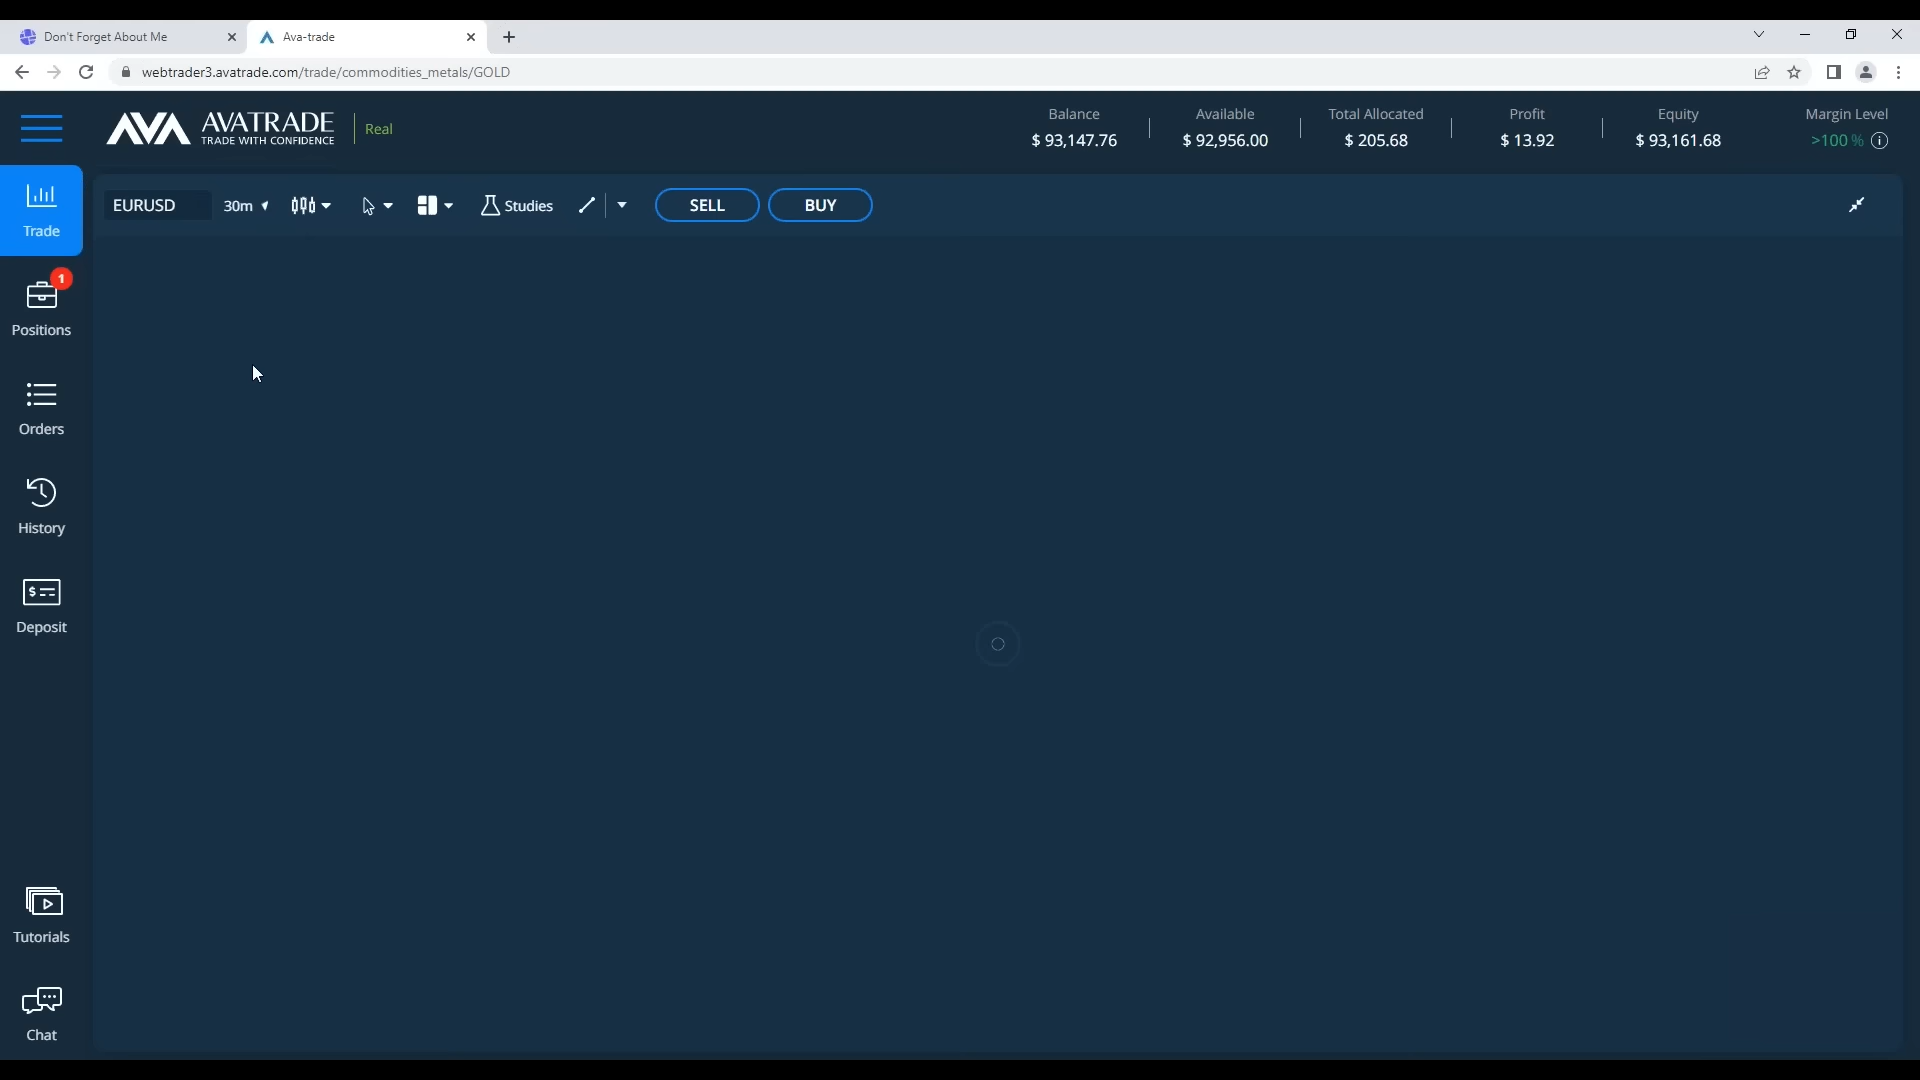 Don't Forget About Me
Ava-trade
webtrader3.avatrade.com/trade/commodities_metals/GOLD
AVA AVATRADE
TRADE WITH CONFIDENCE
Real
Balance
$ 93,147.76
Available
$ 92,956.00
Total Allocated
$ 205.68
Profit
$ 13.92
Equity
$ 93,161.68
Margin Level
>100 %
EURUSD
30m
Studies
SELL
BUY
Trade
1
Positions
Orders
History
$
Deposit
Tutorials
Chat